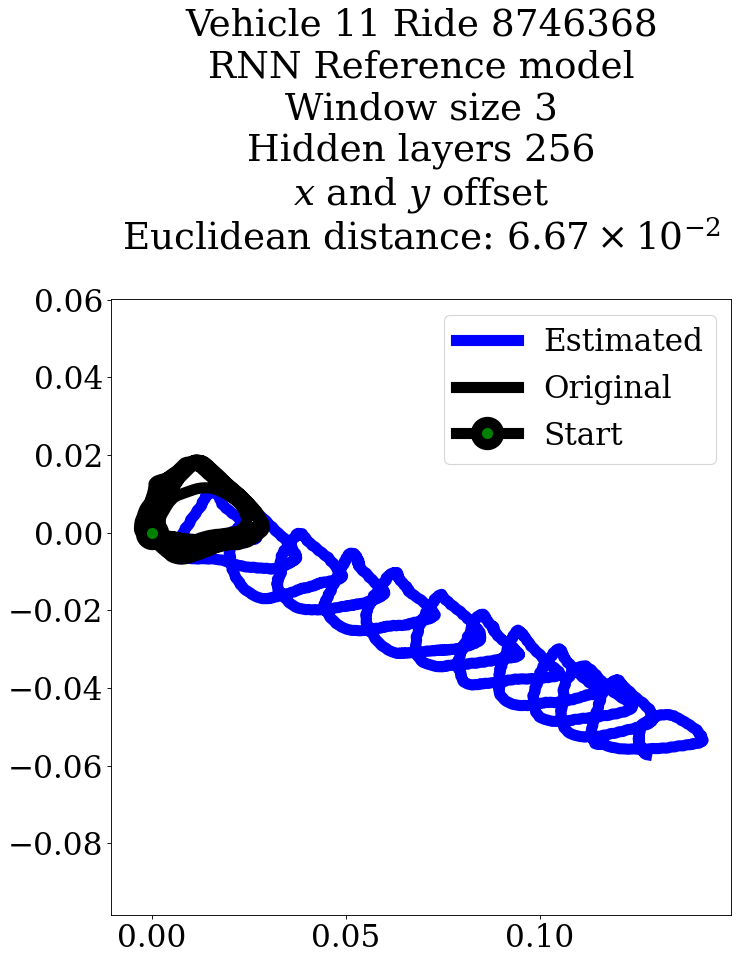 Vehicle 11 Ride 8746368
RNN Reference model
Window size 3
Hidden layers 256
x and y offset
Euclidean distance: 6.67 × 10⁻²
Estimated
Original
Start
0.06
0.04
0.02
0.00
−0.02
−0.04
−0.06
−0.08
0.00 0.05 0.10